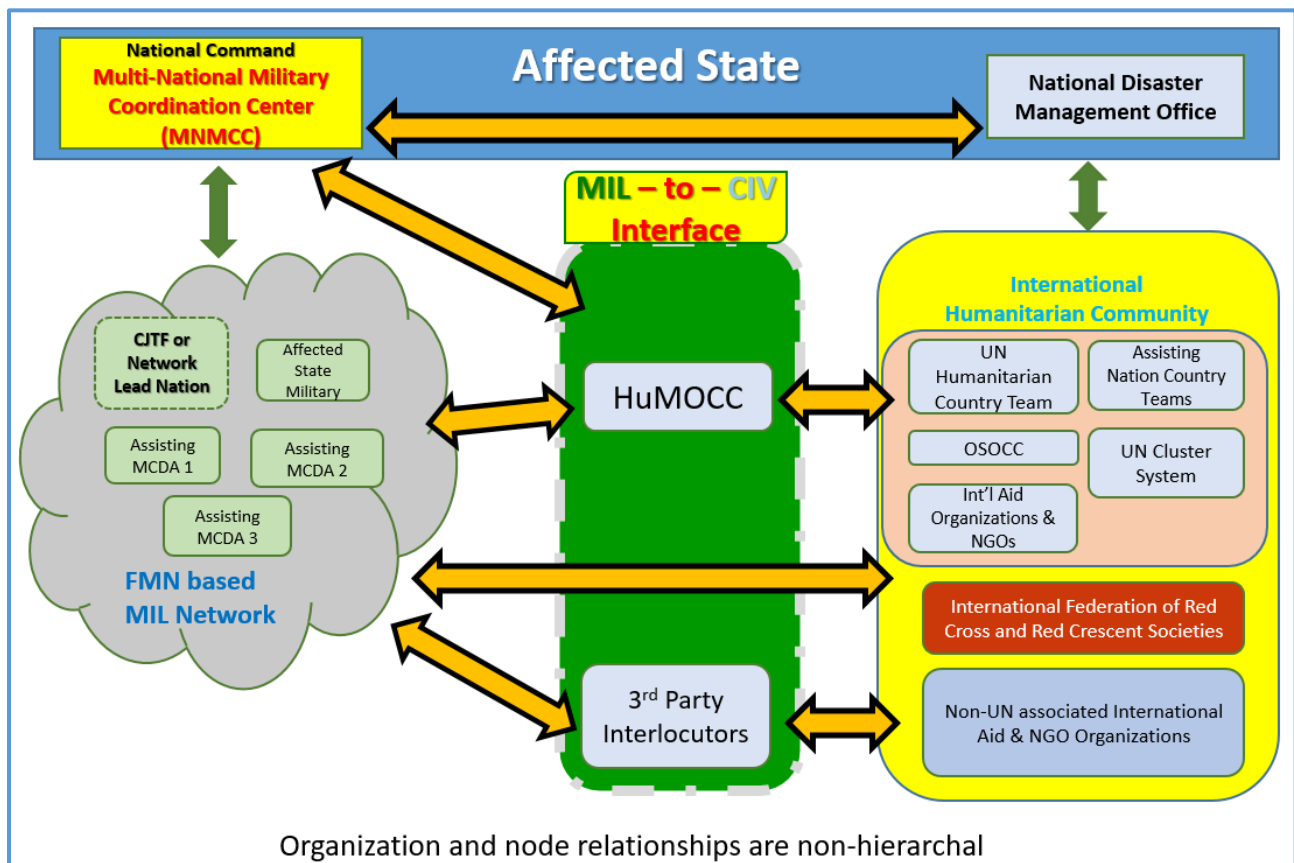 National Command
Multi-National Military
Coordination Center
(MNMCC)
Affected State
National Disaster
Management Office
MIL – to – CIV
Interface
CJTF or
Network
Lead Nation
Affected
State
Military
Assisting
MCDA 1
Assisting
MCDA 2
Assisting
MCDA 3
FMN based
MIL Network
HuMOCC
3rd Party
Interlocutors
International
Humanitarian Community
UN
Humanitarian
Country Team
Assisting
Nation Country
Teams
OSOCC
UN Cluster
System
Int'l Aid
Organizations &
NGOs
International Federation of Red
Cross and Red Crescent Societies
Non-UN associated International
Aid & NGO Organizations
Organization and node relationships are non-hierarchal